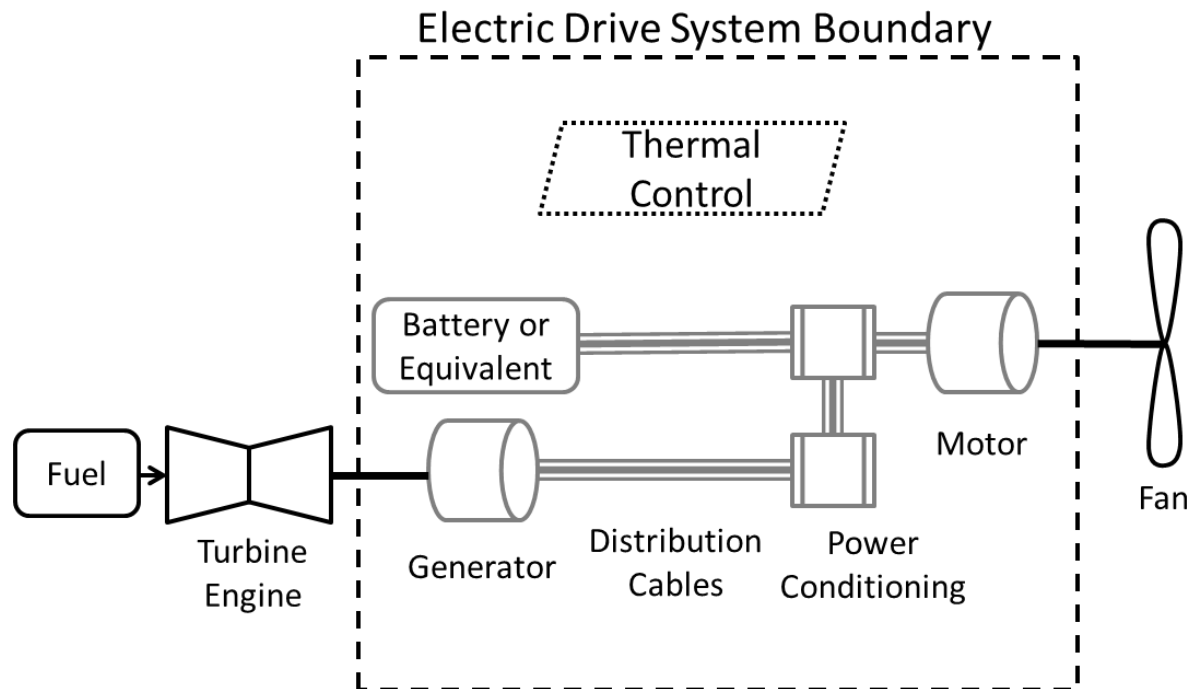 Electric Drive System Boundary
Thermal
Control
Battery or
Equivalent
Motor
Fan
Fuel
Turbine
Engine
Generator
Distribution
Cables
Power
Conditioning